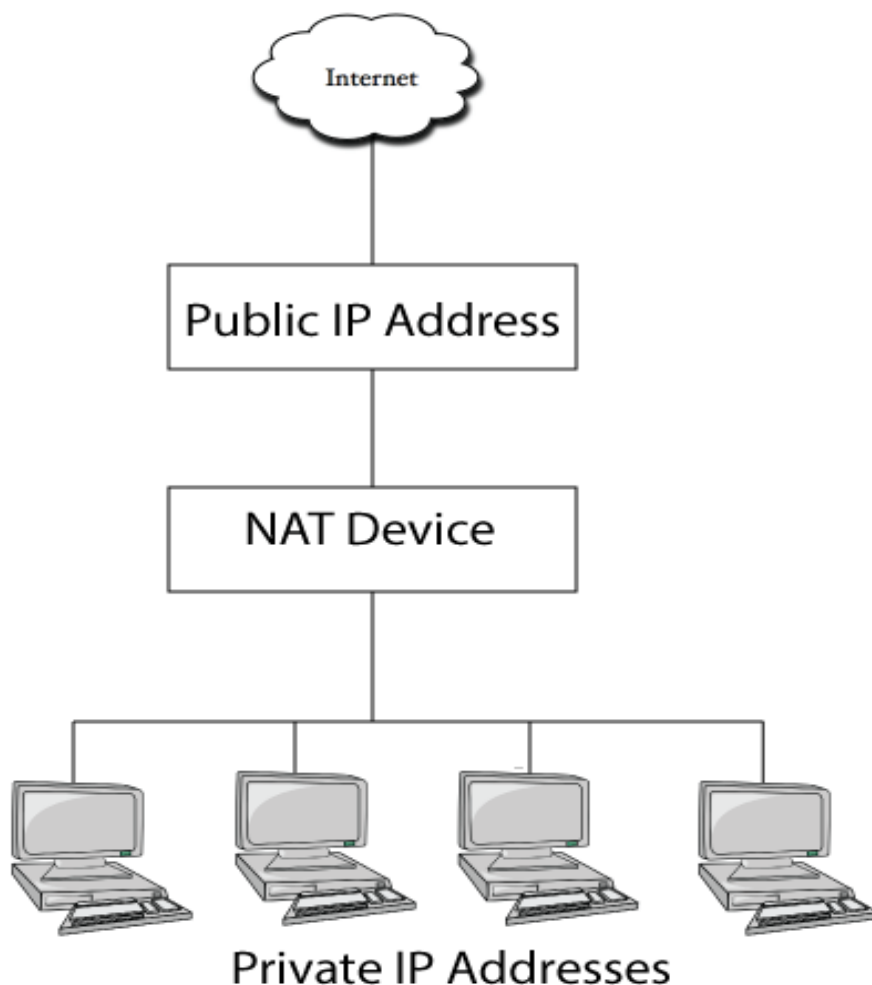 Internet
Public IP Address
NAT Device
Private IP Addresses